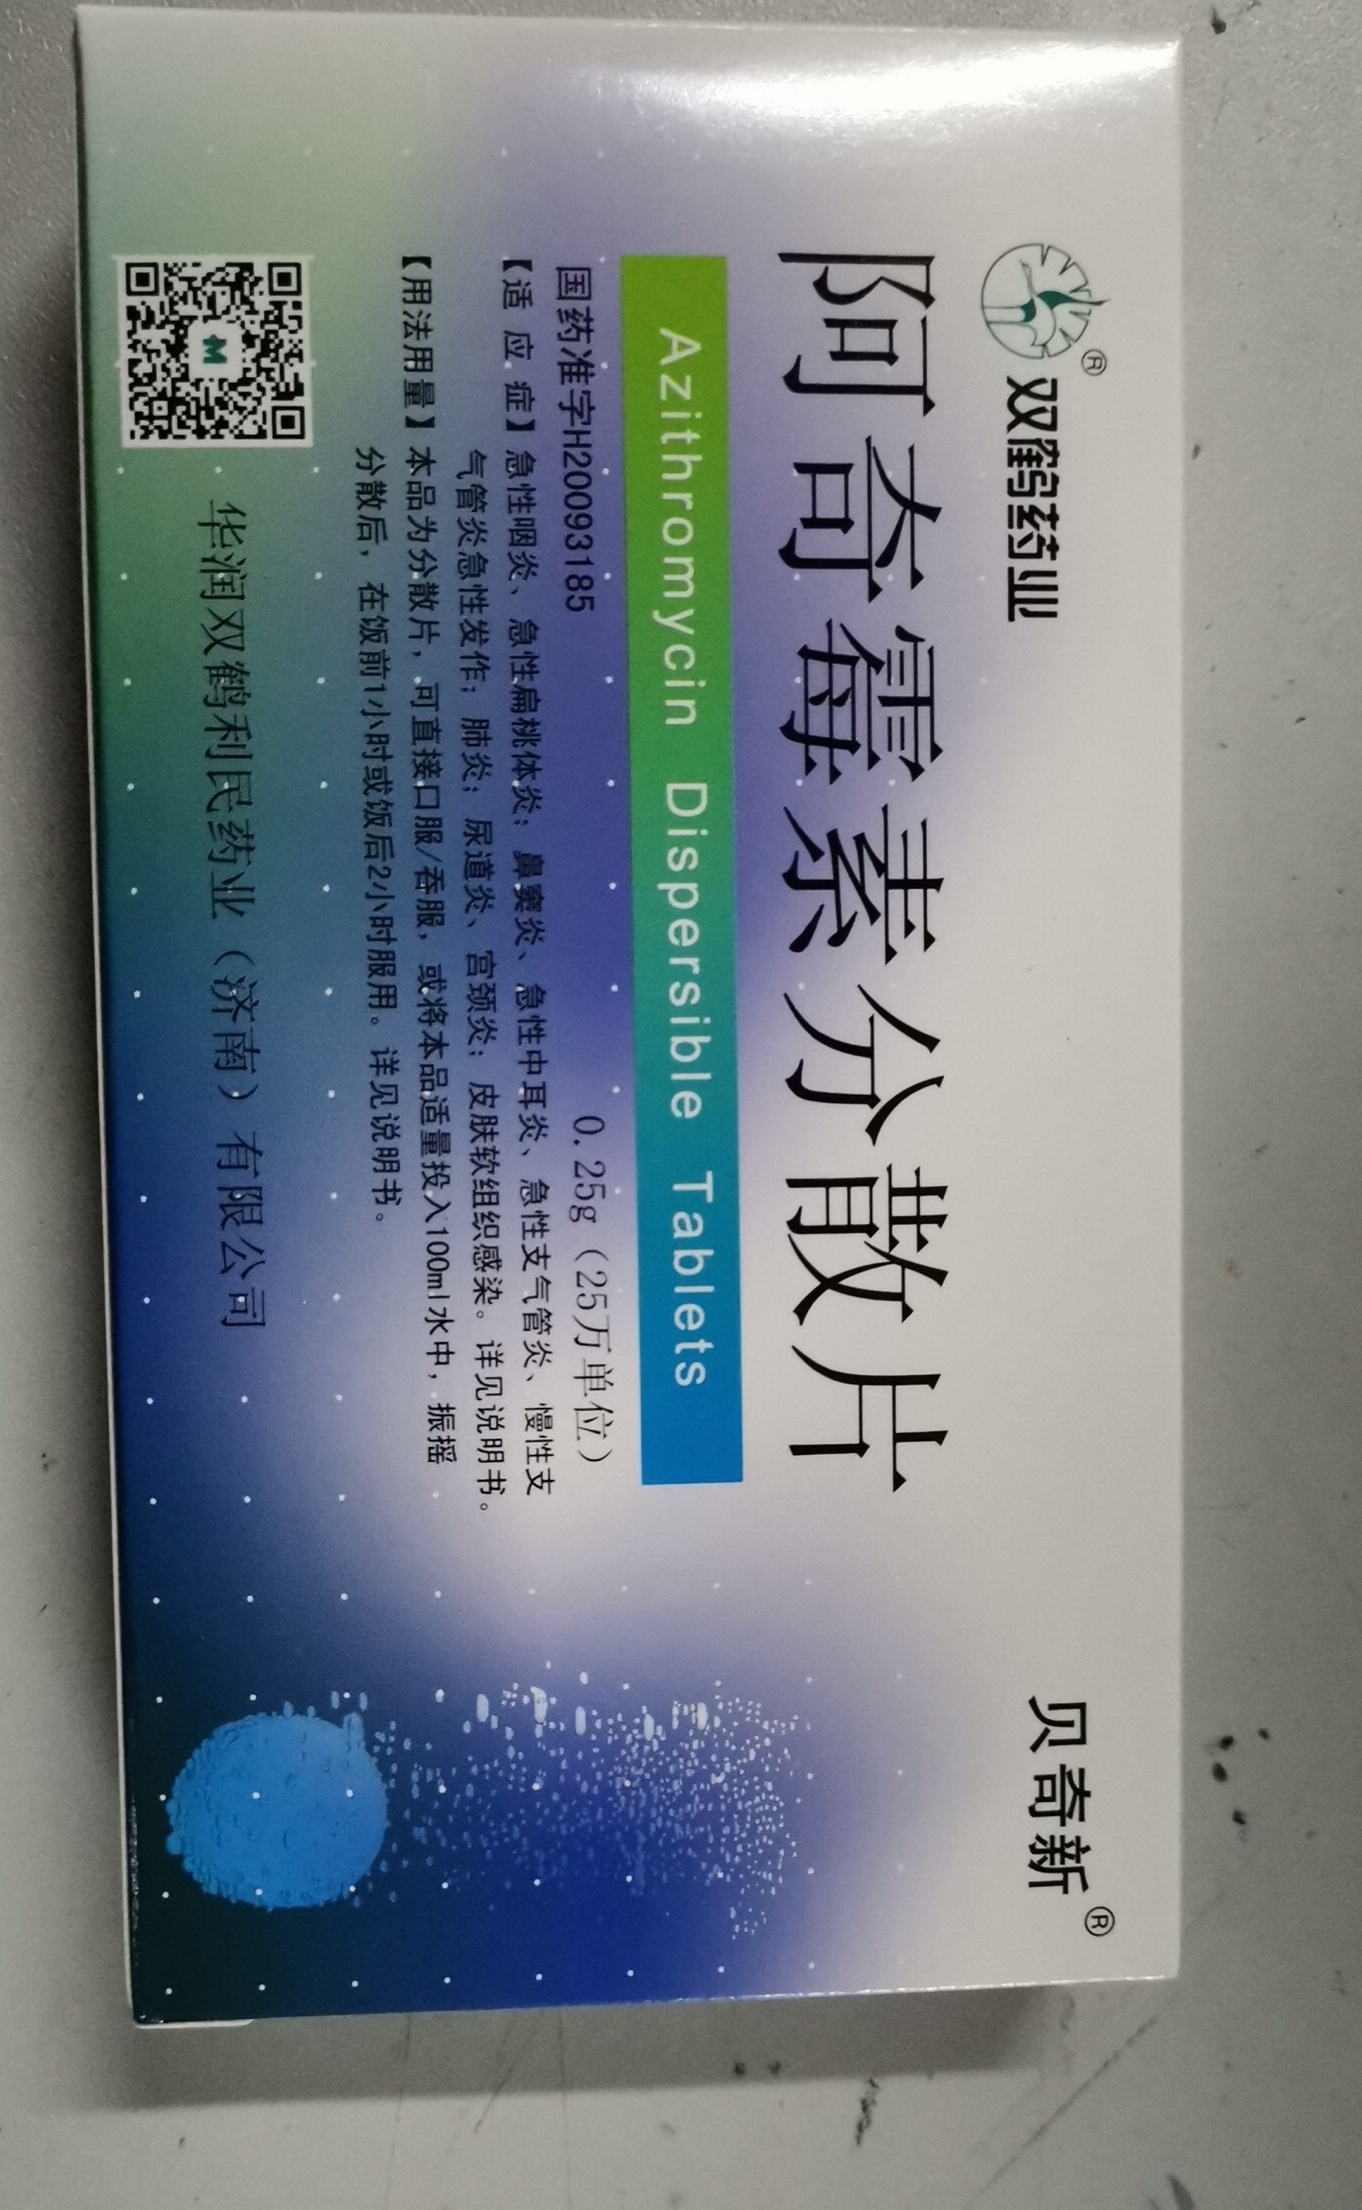 双鹤药业
贝奇新
阿奇霉素分散片
Azithromycin Dispersible Tablets
国药准字H20093185
0.25g（25万单位）
【适应症】急性咽炎、急性扁桃体炎；鼻窦炎、急性中耳炎、急性支气管炎、慢性支
气管炎急性发作；肺炎；尿道炎、宫颈炎；皮肤软组织感染。详见说明书。
【用法用量】本品为分散片，可直接口服/吞服，或将本品适量投入100ml水中，振摇
分散后，在饭前1小时或饭后2小时服用。详见说明书。
华润双鹤利民药业（济南）有限公司